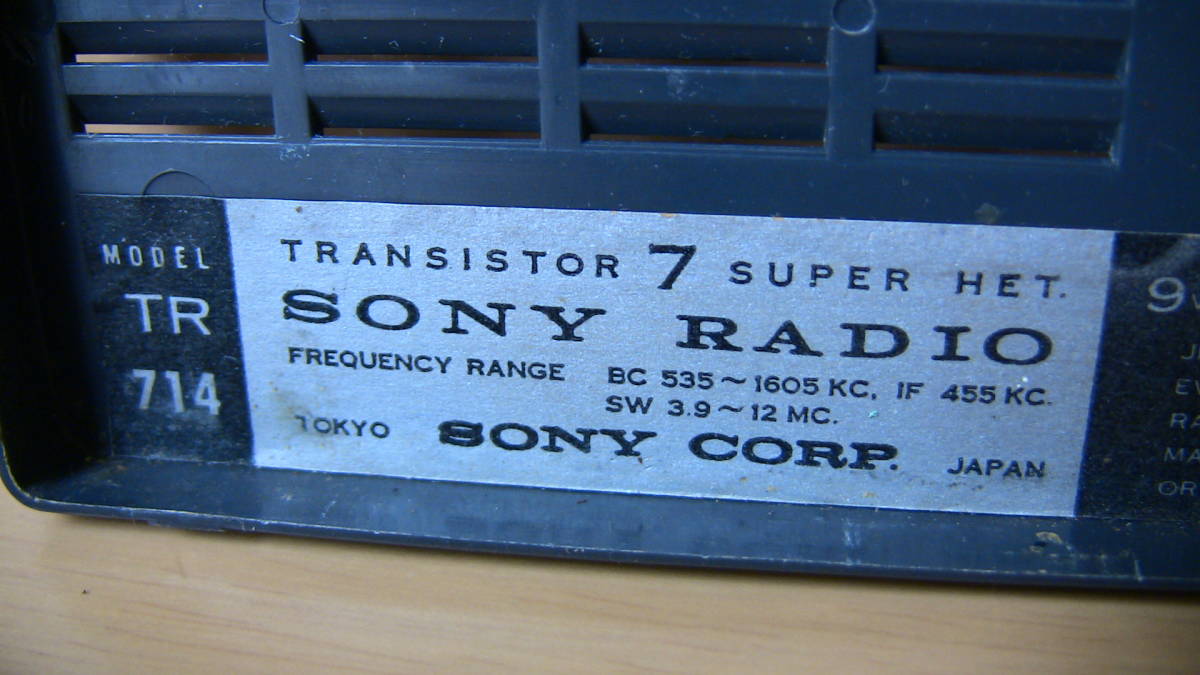 MODEL
TR
714
TRANSISTOR 7 SUPER HET.
SONY RADIO
FREQUENCY RANGE BC 535~1605 KC, IF 455 KC.
SW 3.9~12 MC.
TOKYO SONY CORP. JAPAN
9